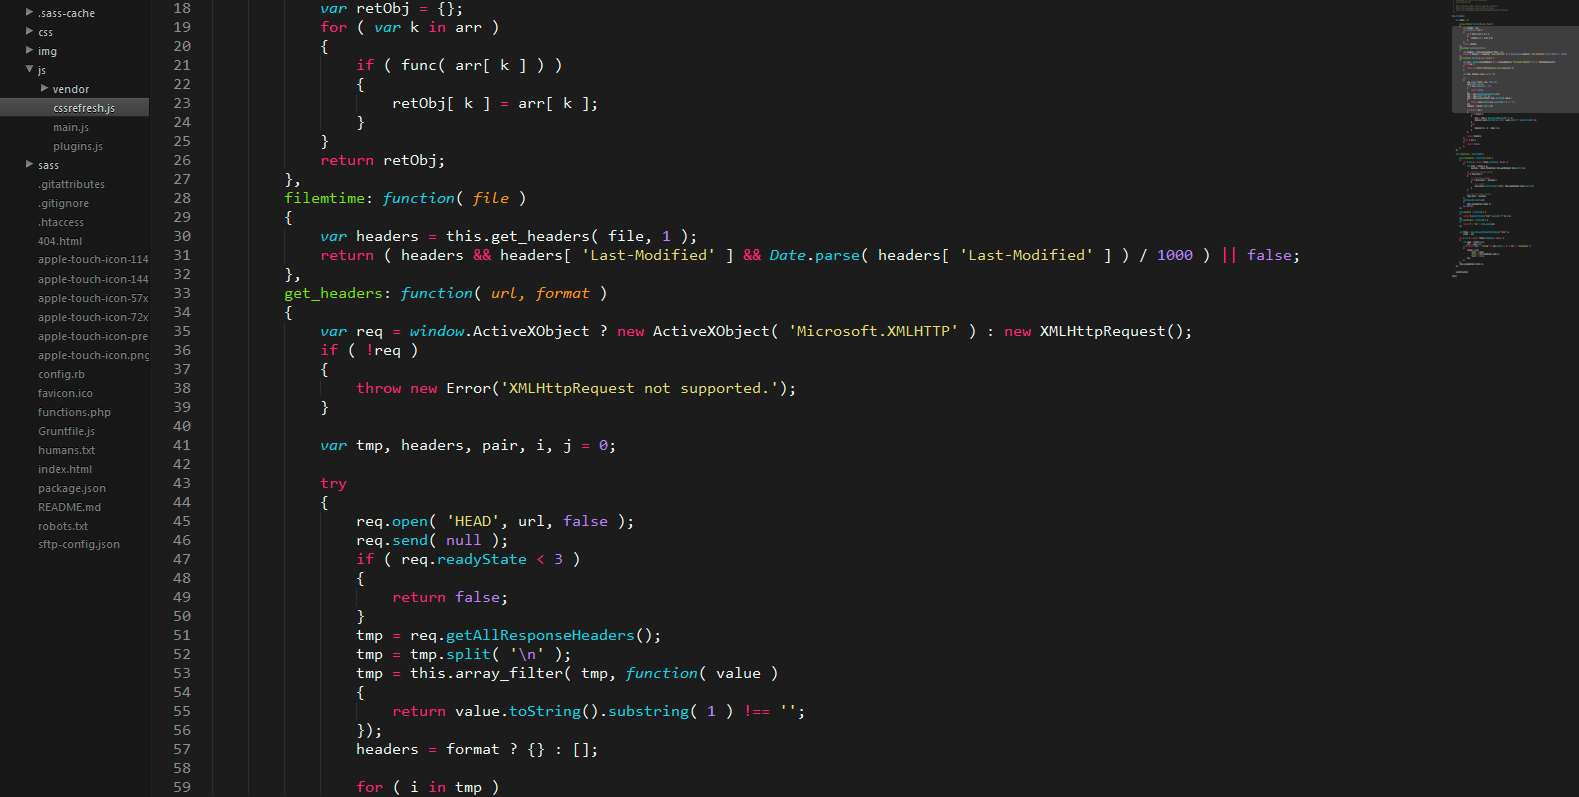 .sass-cache
css
img
js
vendor
cssrefresh.js
main.js
plugins.js
sass
.gitattributes
.gitignore
.htaccess
404.html
apple-touch-icon-114
apple-touch-icon-144
apple-touch-icon-57x
apple-touch-icon-72x
apple-touch-icon-pre
apple-touch-icon.png
config.rb
favicon.ico
functions.php
Gruntfile.js
humans.txt
index.html
package.json
README.md
robots.txt
sftp-config.json
18 var retObj = {};
19 for ( var k in arr )
20 {
21 if ( func( arr[ k ] ) )
22 {
23 retObj[ k ] = arr[ k ];
24 }
25 }
26 return retObj;
27 },
28 filemtime: function( file )
29 {
30 var headers = this.get_headers( file, 1 );
31 return ( headers && headers[ 'Last-Modified' ] && Date.parse( headers[ 'Last-Modified' ] ) / 1000 ) || false;
32 },
33 get_headers: function( url, format )
34 {
35 var req = window.ActiveXObject ? new ActiveXObject( 'Microsoft.XMLHTTP' ) : new XMLHttpRequest();
36 if ( !req )
37 {
38 throw new Error('XMLHttpRequest not supported.');
39 }
40
41 var tmp, headers, pair, i, j = 0;
42
43 try
44 {
45 req.open( 'HEAD', url, false );
46 req.send( null );
47 if ( req.readyState < 3 )
48 {
49 return false;
50 }
51 tmp = req.getAllResponseHeaders();
52 tmp = tmp.split( '\n' );
53 tmp = this.array_filter( tmp, function( value )
54 {
55 return value.toString().substring( 1 ) !== '';
56 });
57 headers = format ? {} : [];
58
59 for ( i in tmp )